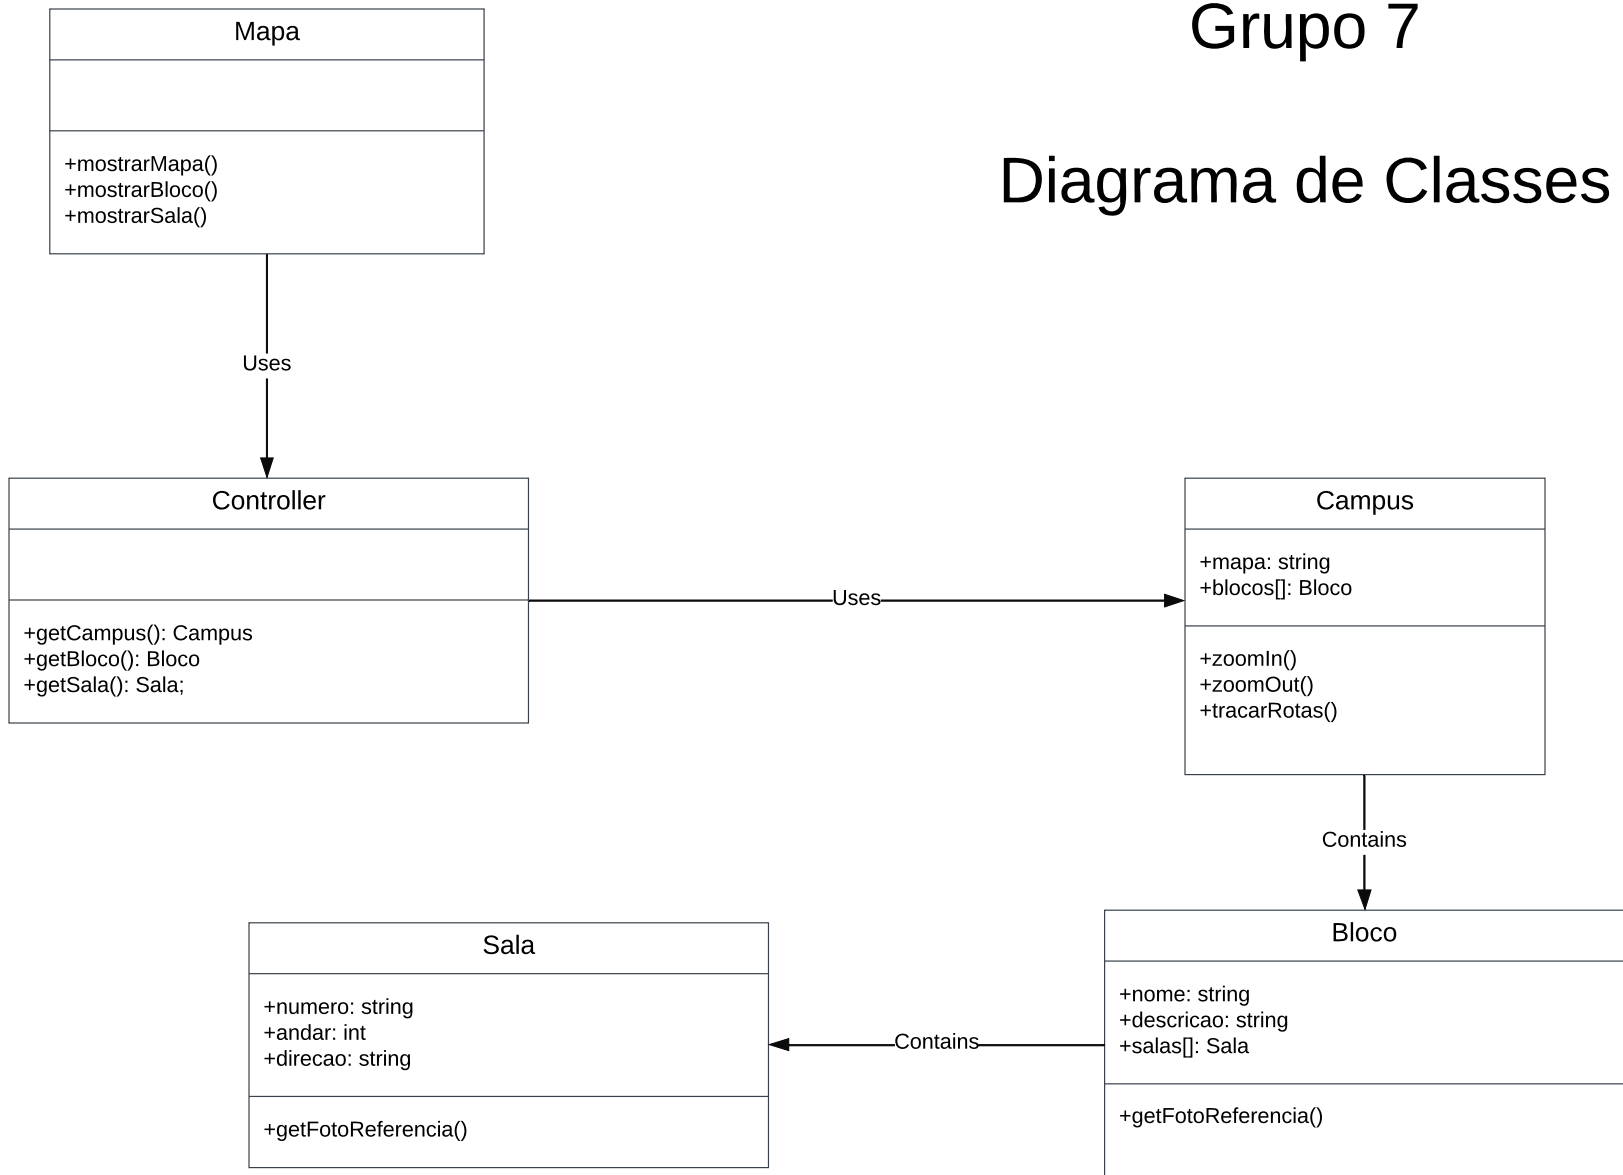 Grupo 7
Diagrama de Classes
Mapa
+mostrarMapa()
+mostrarBloco()
+mostrarSala()
Uses
Controller
+getCampus(): Campus
+getBloco(): Bloco
+getSala(): Sala;
Uses
Campus
+mapa: string
+blocos[]: Bloco
+zoomIn()
+zoomOut()
+tracarRotas()
Contains
Bloco
+nome: string
+descricao: string
+salas[]: Sala
+getFotoReferencia()
Contains
Sala
+numero: string
+andar: int
+direcao: string
+getFotoReferencia()